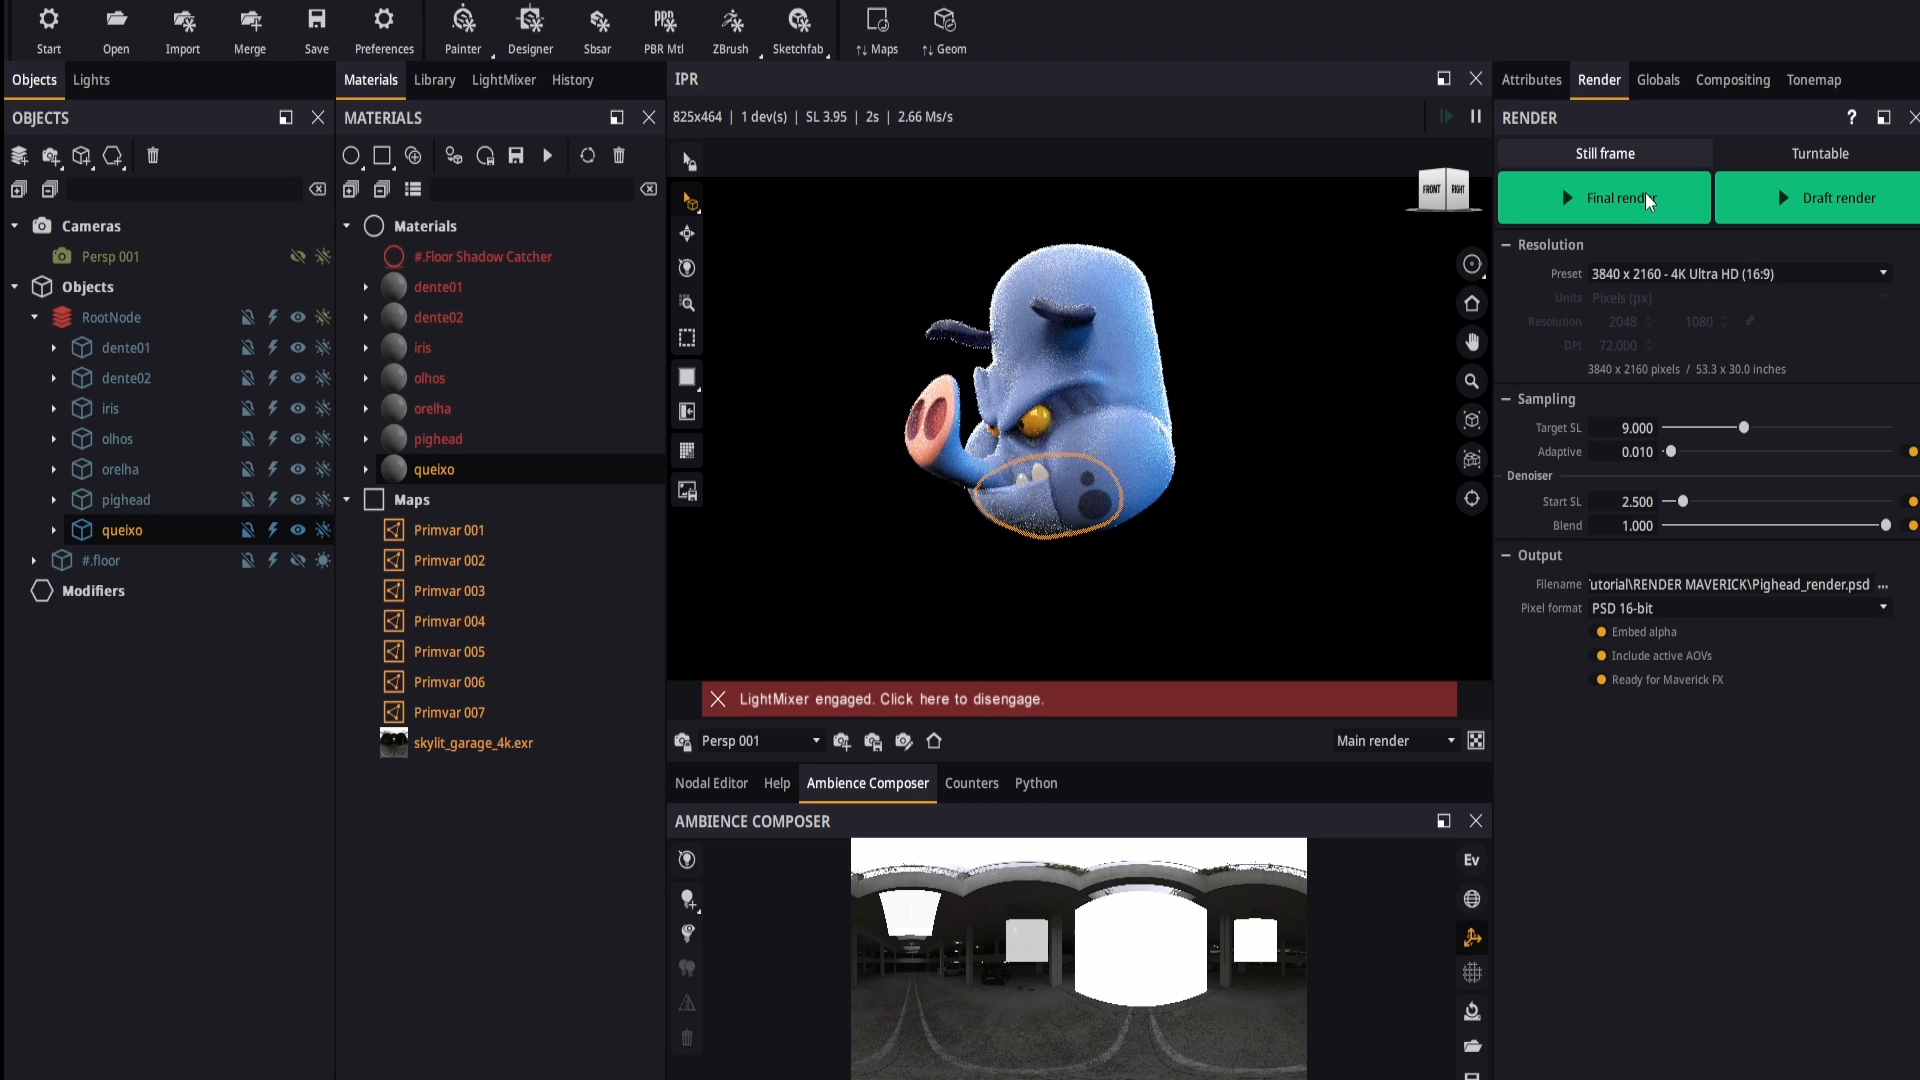 Start Open Import Merge Save Preferences Painter Designer Sbsar PBR Mtl ZBrush Sketchfab ↑↓ Maps ↑↓ Geom
Objects Lights
OBJECTS
Cameras
Persp 001
Objects
RootNode
dente01
dente02
iris
olhos
orelha
pighead
queixo
#.floor
Modifiers
Materials Library LightMixer History
MATERIALS
Materials
#.Floor Shadow Catcher
dente01
dente02
iris
olhos
orelha
pighead
queixo
Maps
Primvar 001
Primvar 002
Primvar 003
Primvar 004
Primvar 005
Primvar 006
Primvar 007
skylit_garage_4k.exr
IPR
825x464 | 1 dev(s) | SL 3.95 | 2s | 2.66 Ms/s
FRONT RIGHT
LightMixer engaged. Click here to disengage.
Persp 001 Main render
Nodal Editor Help Ambience Composer Counters Python
AMBIENCE COMPOSER
Ev
Attributes Render Globals Compositing Tonemap
RENDER ?
Still frame Turntable
Final render Draft render
Resolution
Preset 3840 x 2160 - 4K Ultra HD (16:9)
Units Pixels (px)
Resolution 2048 1080
DPI 72.000
3840 x 2160 pixels / 53.3 x 30.0 inches
Sampling
Target SL 9.000
Adaptive 0.010
Denoiser
Start SL 2.500
Blend 1.000
Output
Filename utorial\RENDER MAVERICK\Pighead_render.psd ...
Pixel format PSD 16-bit
Embed alpha
Include active AOVs
Ready for Maverick FX